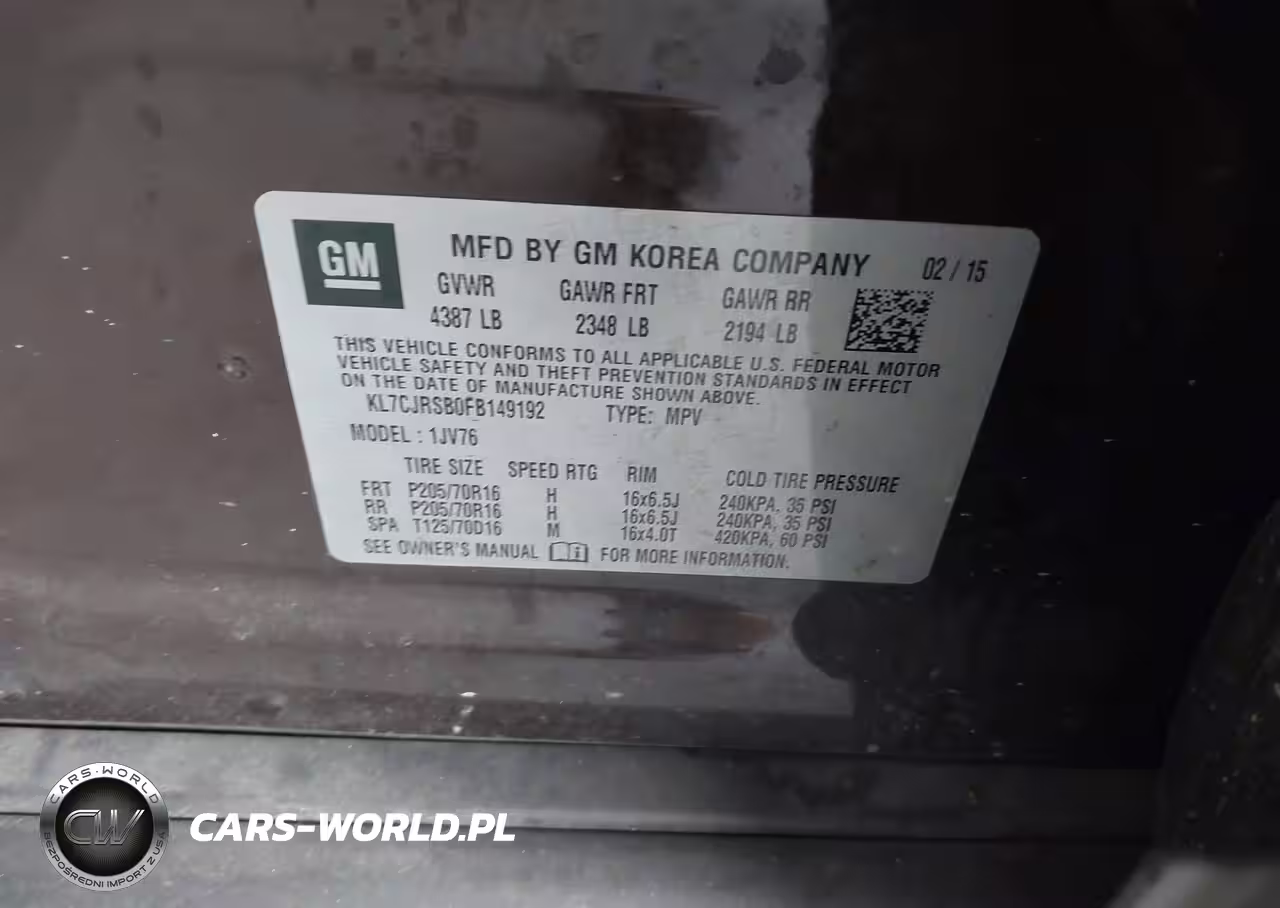 GM
MFD BY GM KOREA COMPANY 02 / 15
GVWR GAWR FRT GAWR RR
4387 LB 2348 LB 2194 LB
THIS VEHICLE CONFORMS TO ALL APPLICABLE U.S. FEDERAL MOTOR
VEHICLE SAFETY AND THEFT PREVENTION STANDARDS IN EFFECT
ON THE DATE OF MANUFACTURE SHOWN ABOVE.
KL7CJRSB0FB149192 TYPE: MPV
MODEL : 1JV76
TIRE SIZE SPEED RTG RIM COLD TIRE PRESSURE
FRT P205/70R16 H 16x6.5J 240KPA, 35 PSI
RR P205/70R16 H 16x6.5J 240KPA, 35 PSI
SPA T125/70D16 M 16x4.0T 420KPA, 60 PSI
SEE OWNER'S MANUAL FOR MORE INFORMATION.
CARS-WORLD
CW
BEZPOŚREDNI IMPORT Z USA
CARS-WORLD.PL